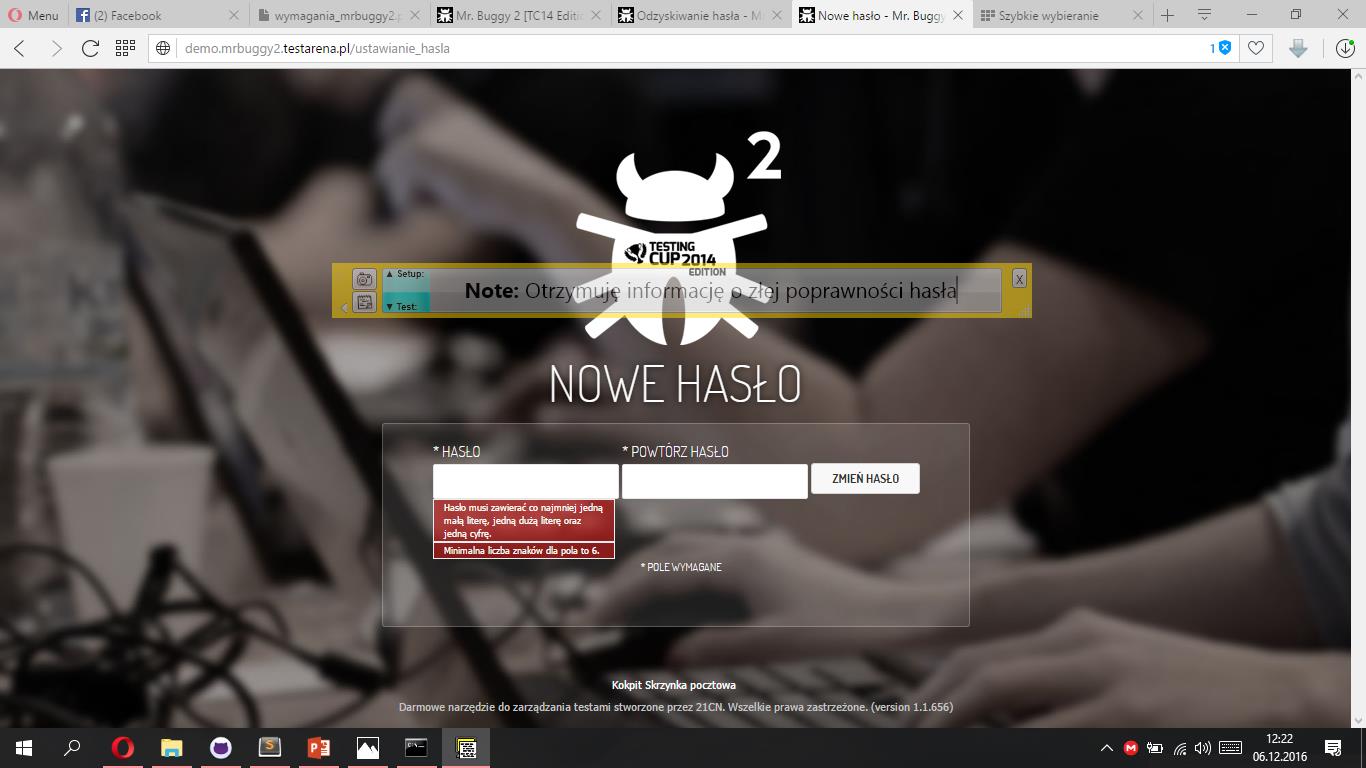 Menu
(2) Facebook
wymagania_mrbuggy2.p
Mr. Buggy 2 [TC14 Editio
Odzyskiwanie hasła - M
Nowe hasło - Mr. Buggy
Szybkie wybieranie
demo.mrbuggy2.testarena.pl/ustawianie_hasla
1
2
TESTING
CUP 2014
EDITION
Setup:
Test:
Note: Otrzymuję informację o złej poprawności hasła
X
NOWE HASŁO
* HASŁO
* POWTÓRZ HASŁO
ZMIEŃ HASŁO
Hasło musi zawierać co najmniej jedną
małą literę, jedną dużą literę oraz
jedną cyfrę.
Minimalna liczba znaków dla pola to 6.
* POLE WYMAGANE
Kokpit Skrzynka pocztowa
Darmowe narzędzie do zarządzania testami stworzone przez 21CN. Wszelkie prawa zastrzeżone. (version 1.1.656)
12:22
06.12.2016